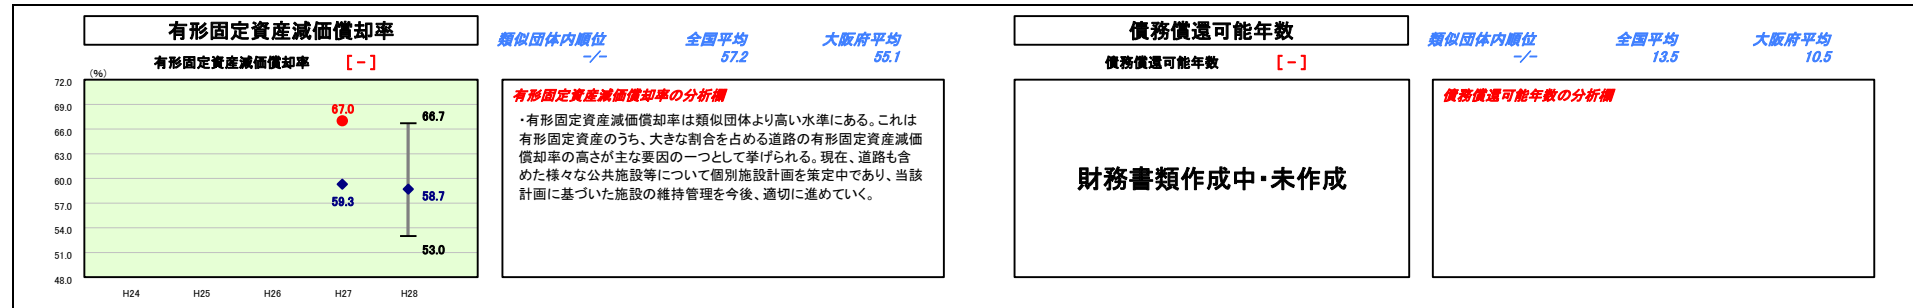 有形固定資産減価償却率
有形固定資産減価償却率 [ - ]
類似団体内順位
-/-
全国平均
57.2
大阪府平均
55.1
(%)
72.0
69.0
66.0
63.0
60.0
57.0
54.0
51.0
48.0
67.0
59.3
66.7
58.7
53.0
H24
H25
H26
H27
H28
有形固定資産減価償却率の分析欄
・有形固定資産減価償却率は類似団体より高い水準にある。これは
有形固定資産のうち、大きな割合を占める道路の有形固定資産減価
償却率の高さが主な要因の一つとして挙げられる。現在、道路も含
めた様々な公共施設等について個別施設計画を策定中であり、当該
計画に基づいた施設の維持管理を今後、適切に進めていく。
債務償還可能年数
債務償還可能年数 [ - ]
類似団体内順位
-/-
全国平均
13.5
大阪府平均
10.5
財務書類作成中・未作成
債務償還可能年数の分析欄